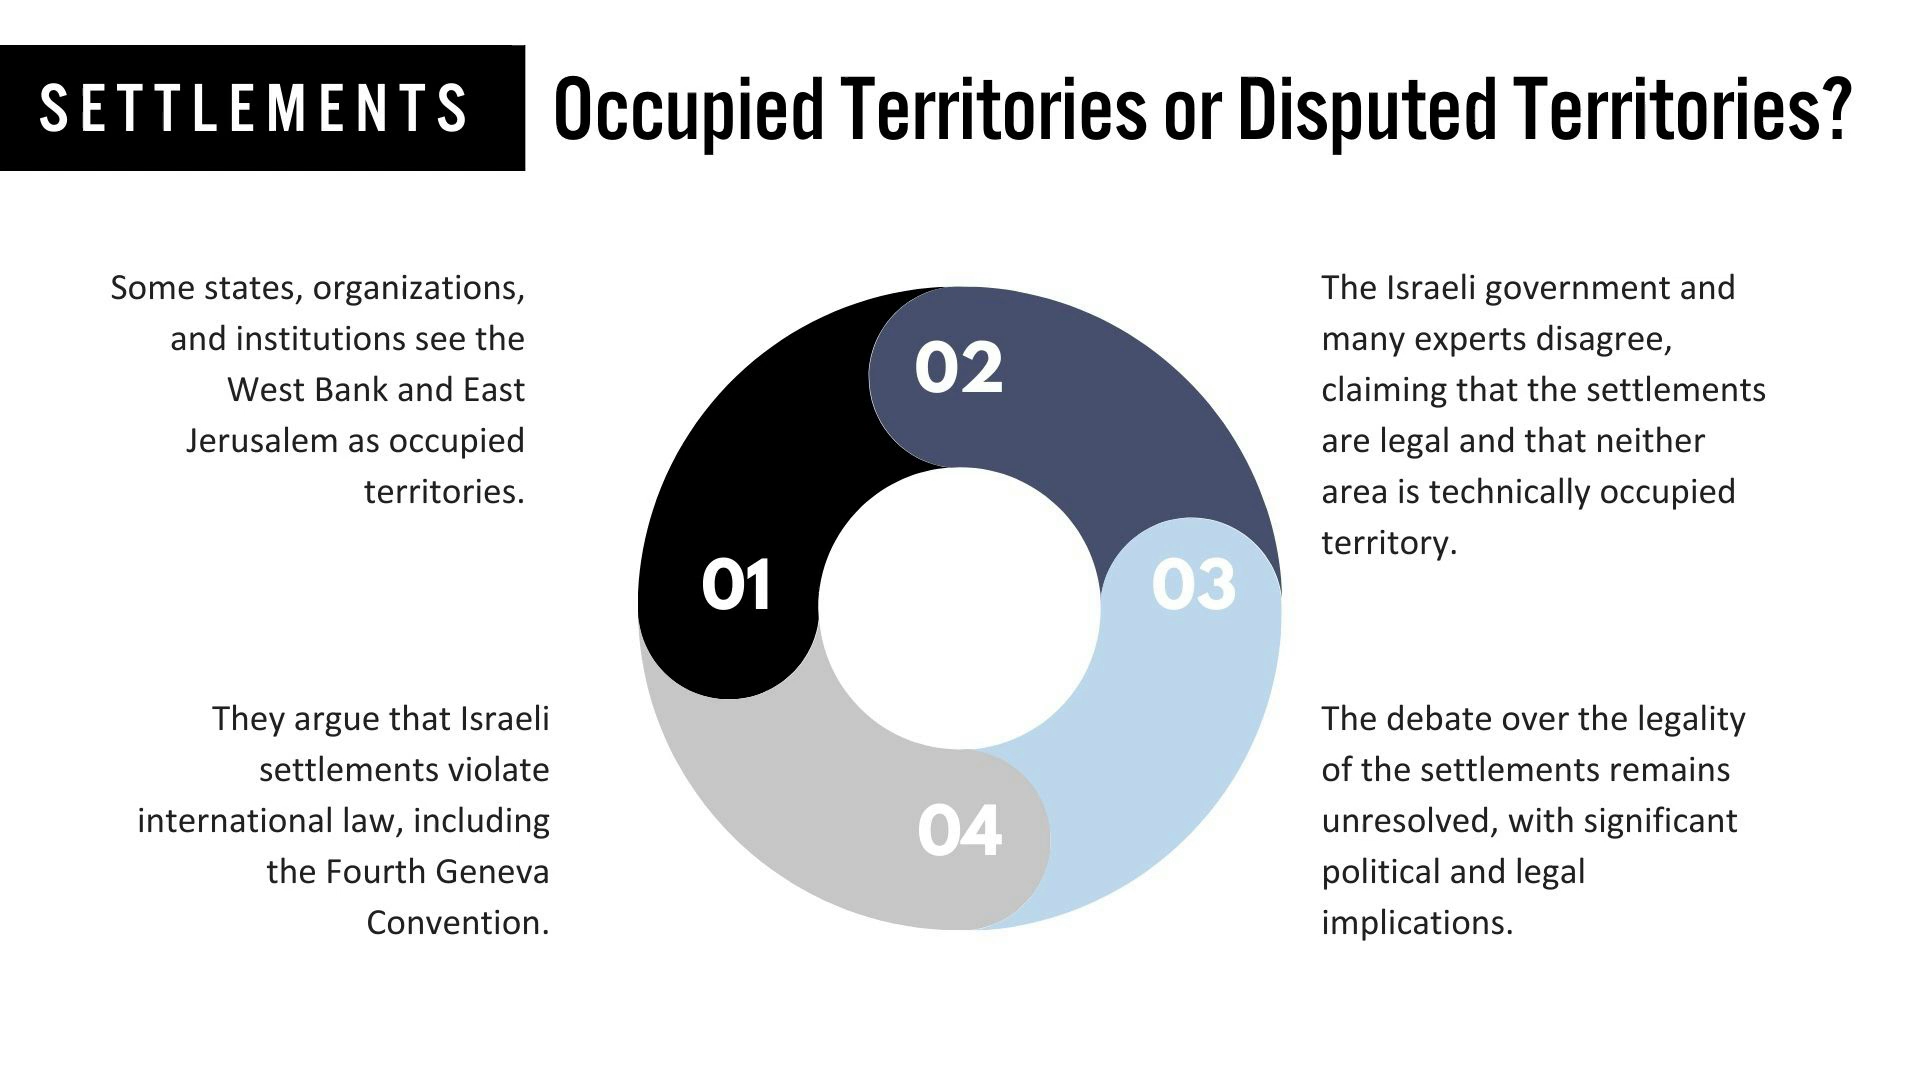 SETTLEMENTS
Occupied Territories or Disputed Territories?
Some states, organizations,
and institutions see the
West Bank and East
Jerusalem as occupied
territories.
They argue that Israeli
settlements violate
international law, including
the Fourth Geneva
Convention.
01
02
03
04
The Israeli government and
many experts disagree,
claiming that the settlements
are legal and that neither
area is technically occupied
territory.
The debate over the legality
of the settlements remains
unresolved, with significant
political and legal
implications.